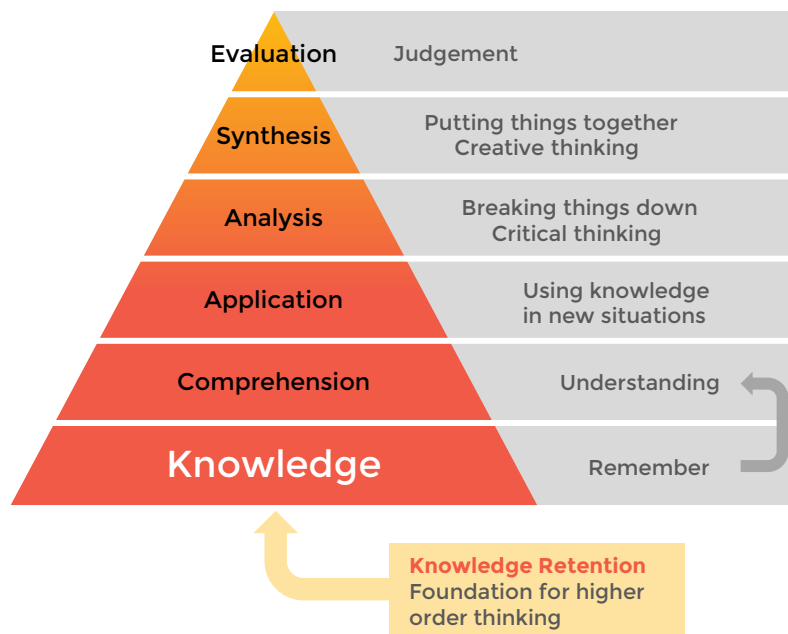 Evaluation
Judgement
Synthesis
Putting things together
Creative thinking
Analysis
Breaking things down
Critical thinking
Application
Using knowledge
in new situations
Comprehension
Understanding
Knowledge
Remember
Knowledge Retention
Foundation for higher
order thinking